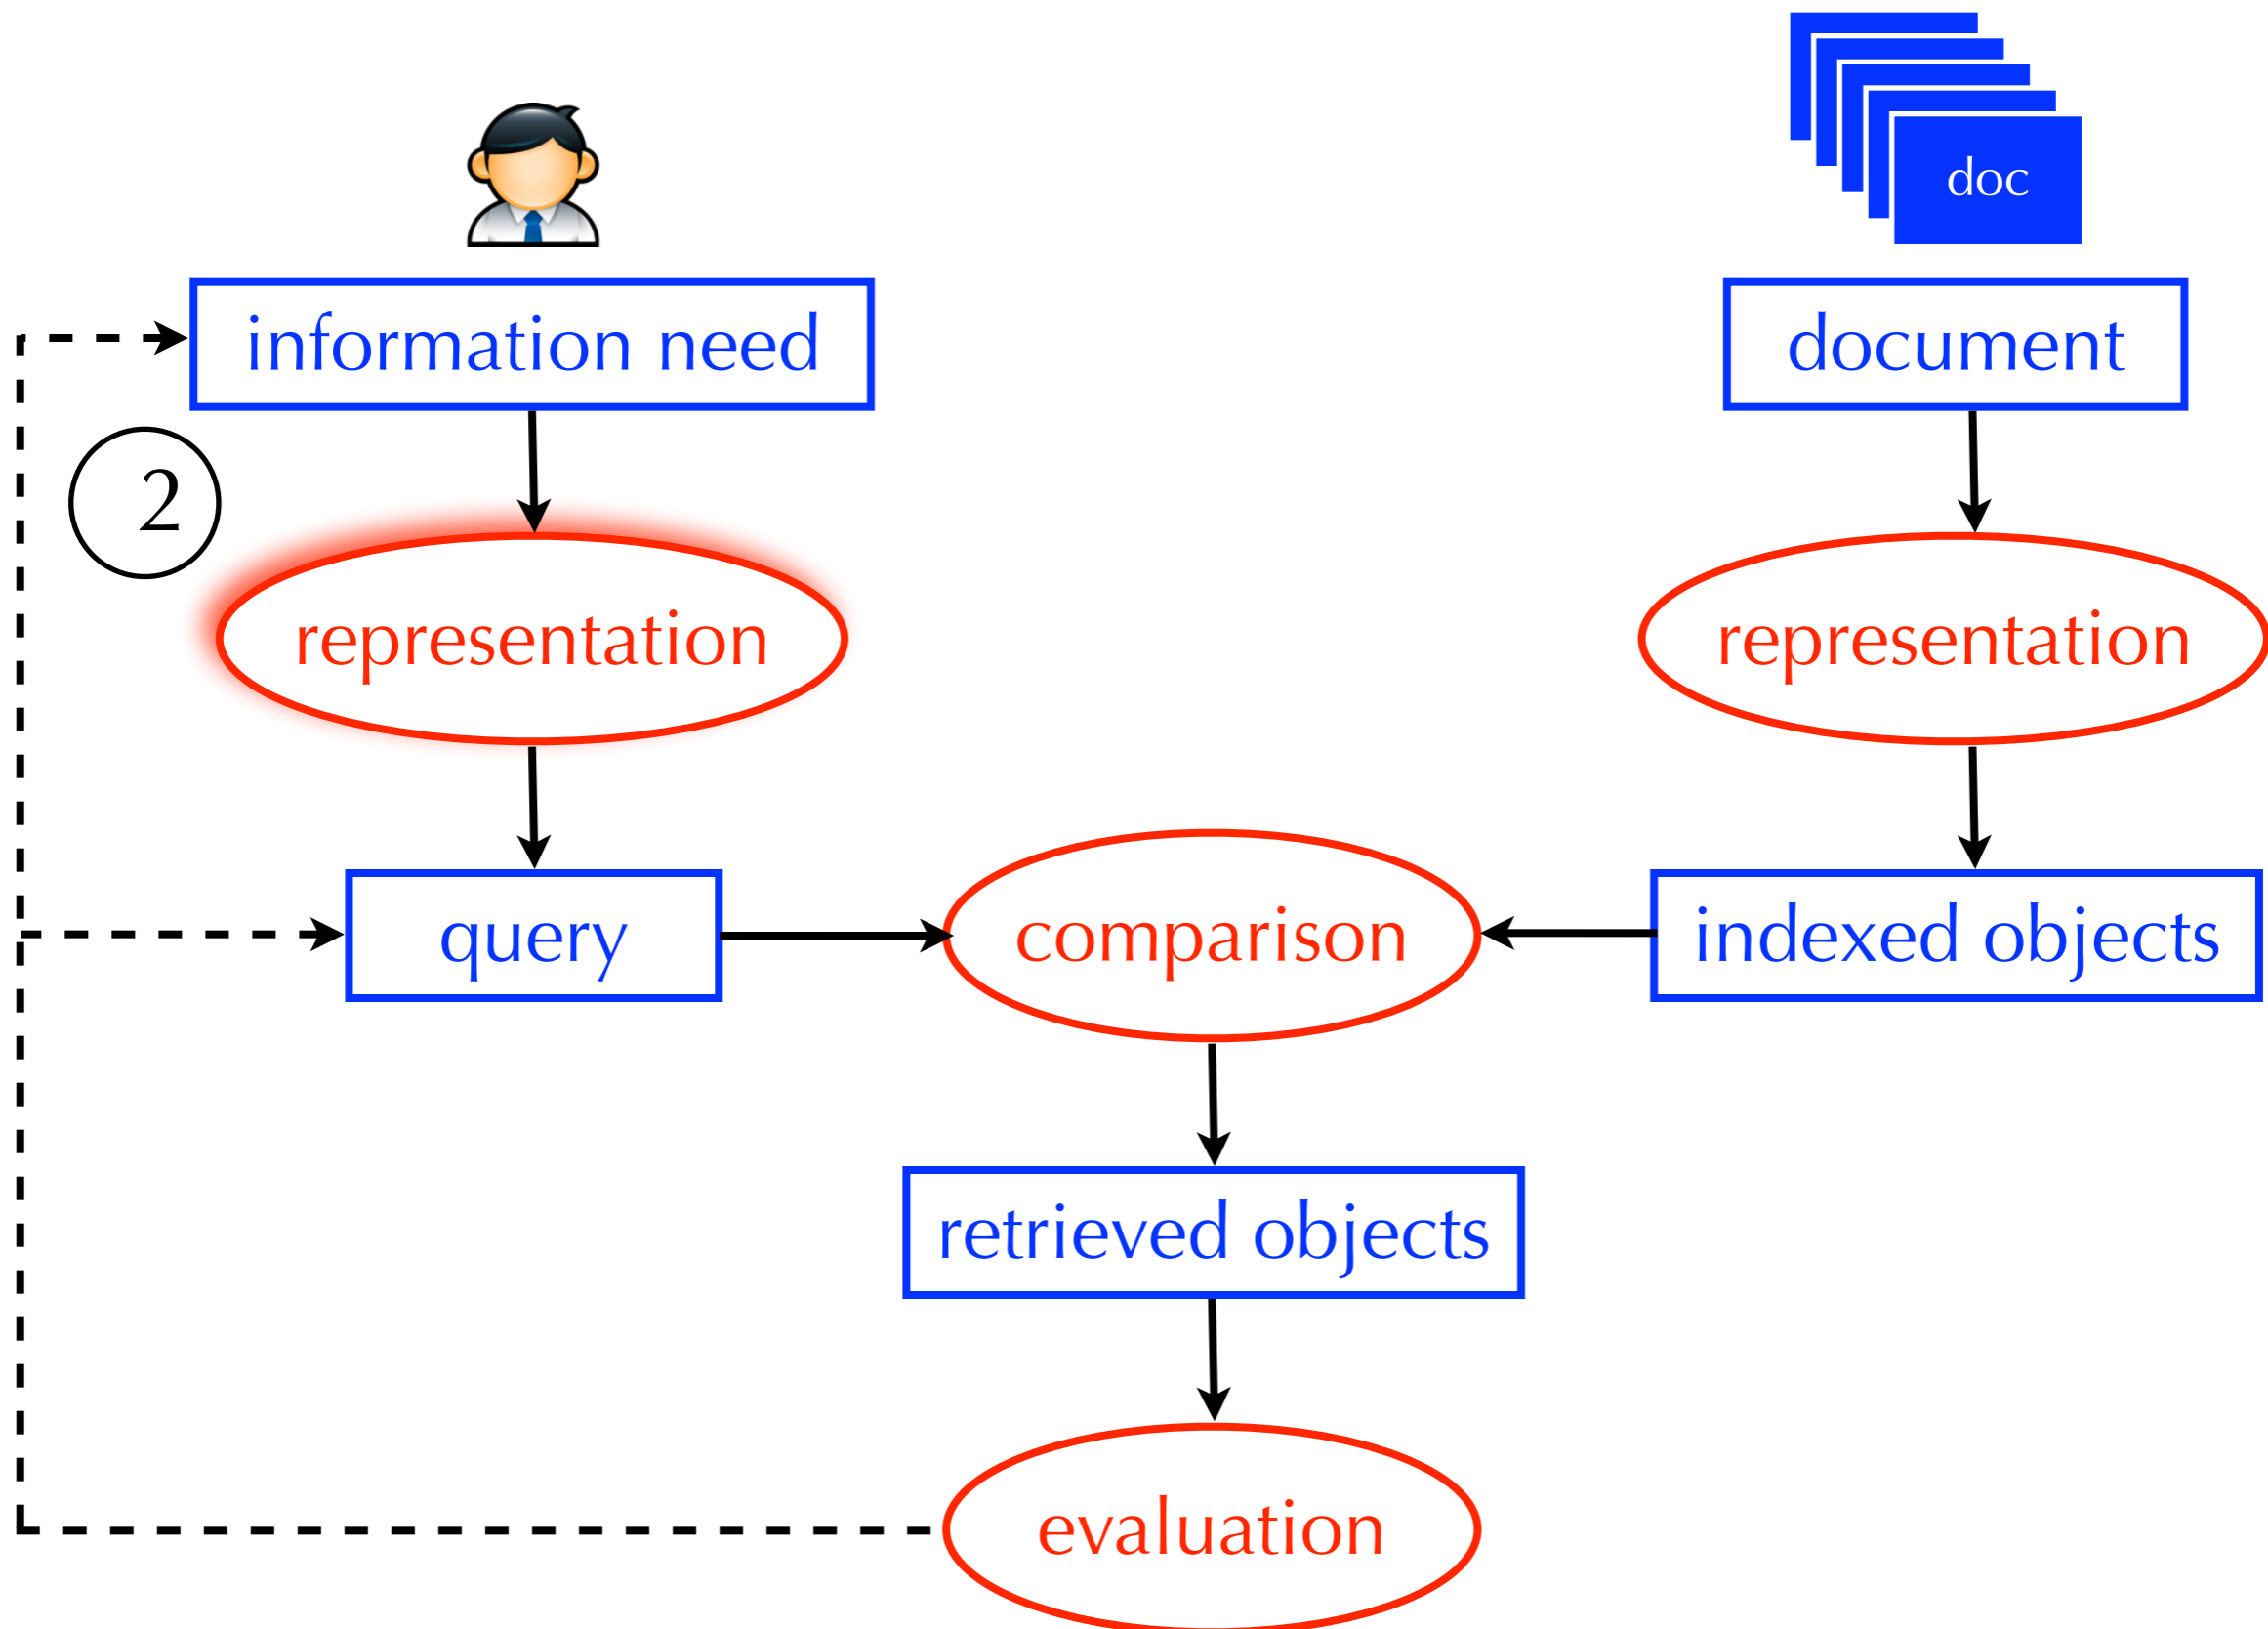 doc
information need
document
2
representation
representation
query
comparison
indexed objects
retrieved objects
evaluation